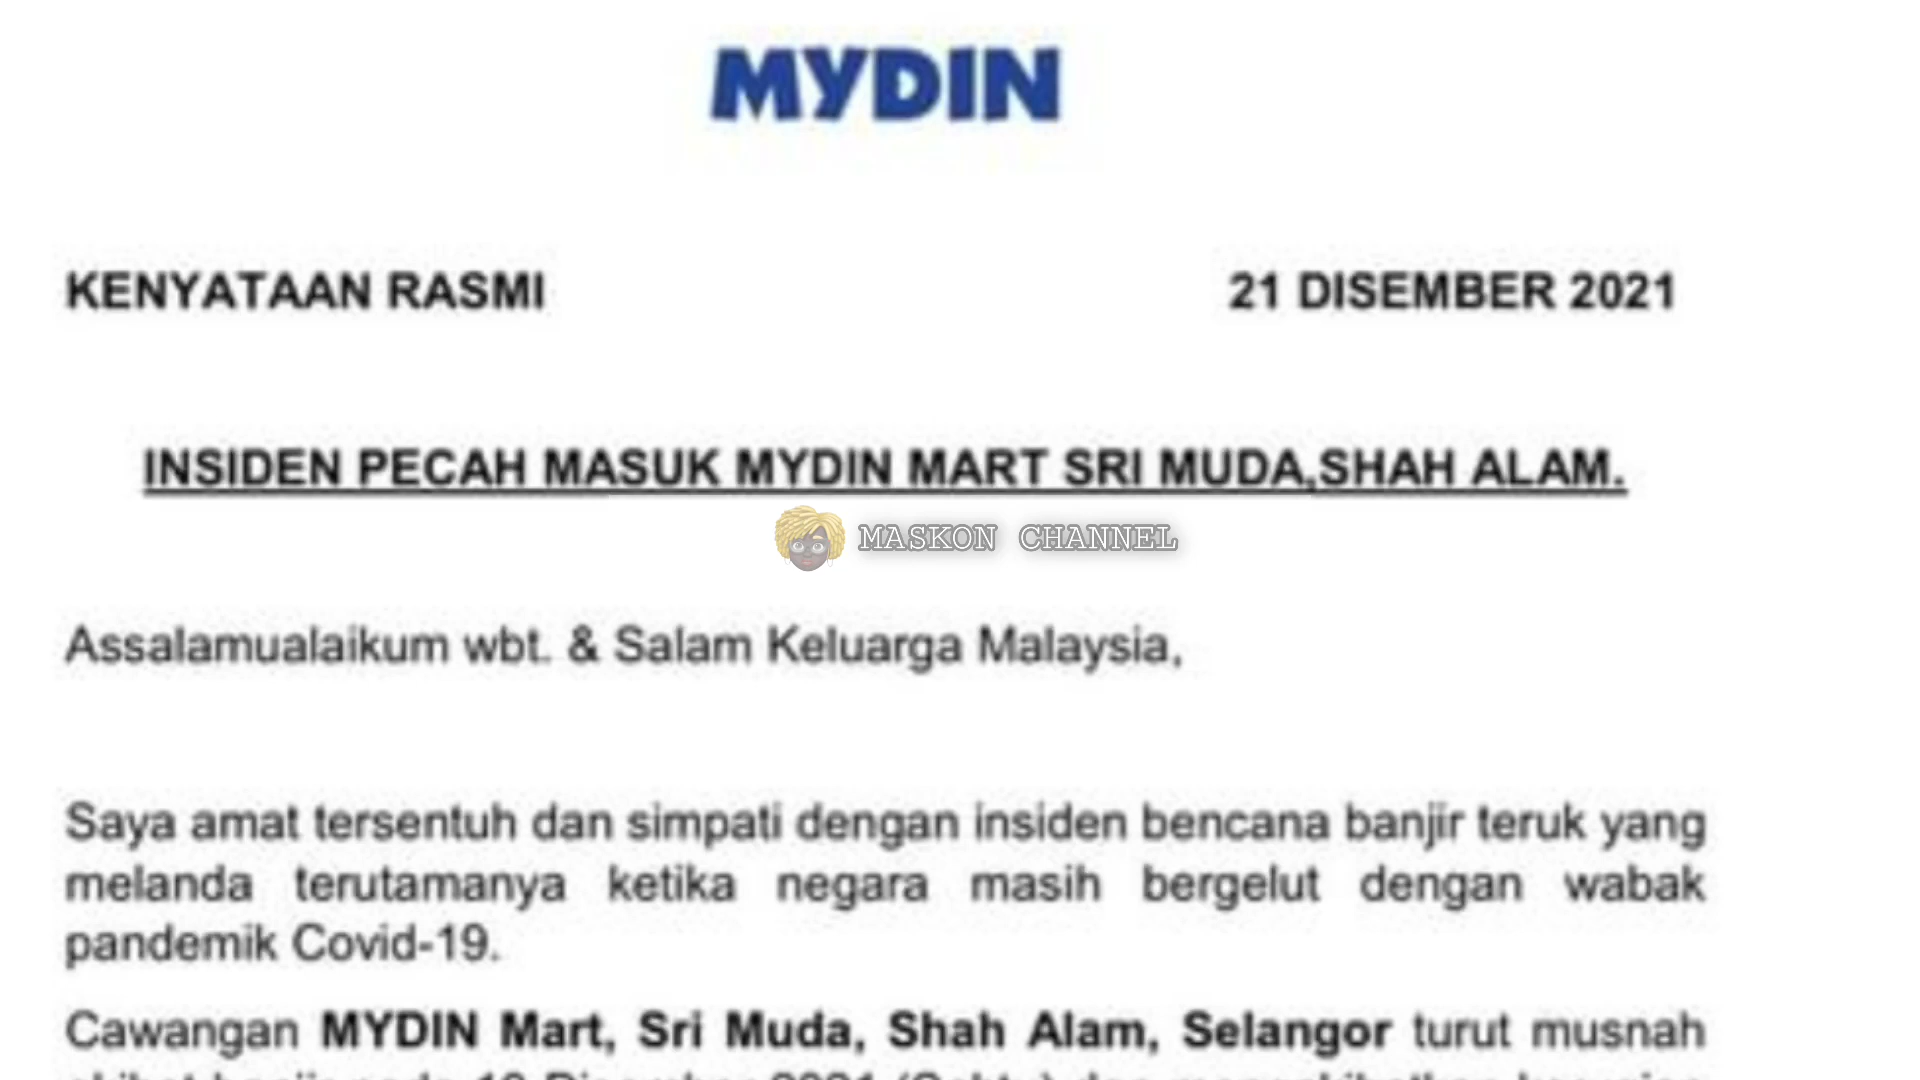 MYDIN
KENYATAAN RASMI 21 DISEMBER 2021
INSIDEN PECAH MASUK MYDIN MART SRI MUDA,SHAH ALAM.
MASKON CHANNEL
Assalamualaikum wbt. & Salam Keluarga Malaysia,
Saya amat tersentuh dan simpati dengan insiden bencana banjir teruk yang
melanda terutamanya ketika negara masih bergelut dengan wabak
pandemik Covid-19.
Cawangan MYDIN Mart, Sri Muda, Shah Alam, Selangor turut musnah